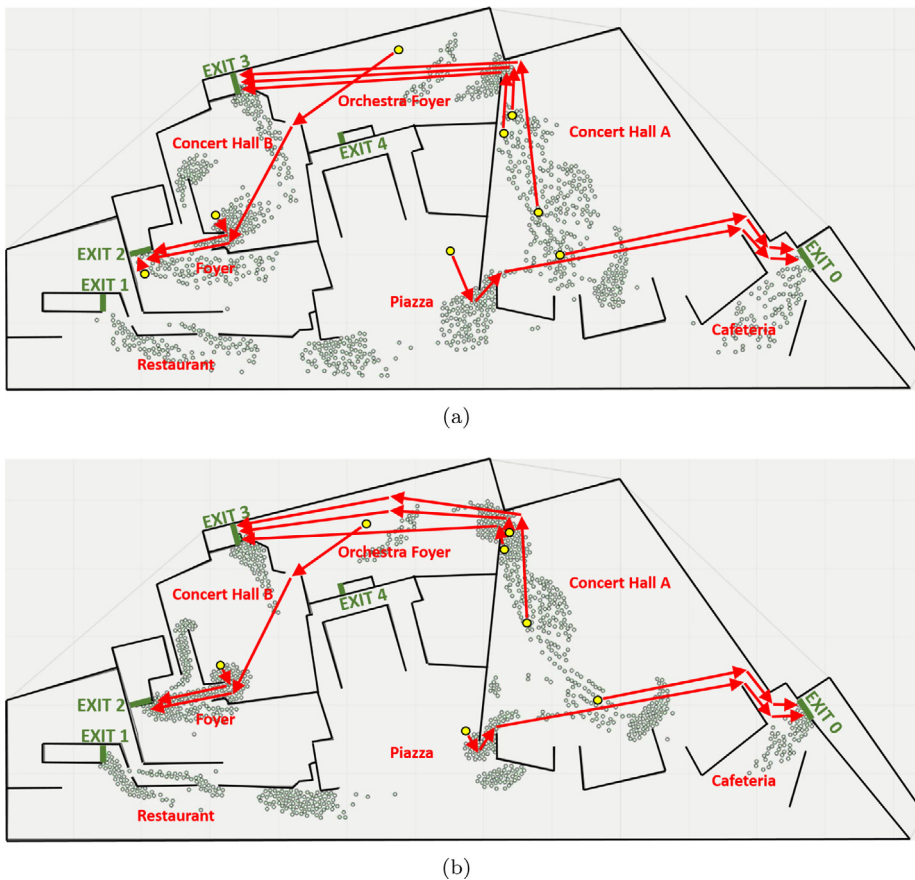 EXIT 3
Orchestra Foyer
Concert Hall B
EXIT 4
Concert Hall A
EXIT 2
Foyer
EXIT 1
EXIT 0
Piazza
Cafeteria
Restaurant
(a)
EXIT 3
Orchestra Foyer
Concert Hall B
EXIT 4
Concert Hall A
EXIT 2
Foyer
EXIT 1
EXIT 0
Piazza
Cafeteria
Restaurant
(b)